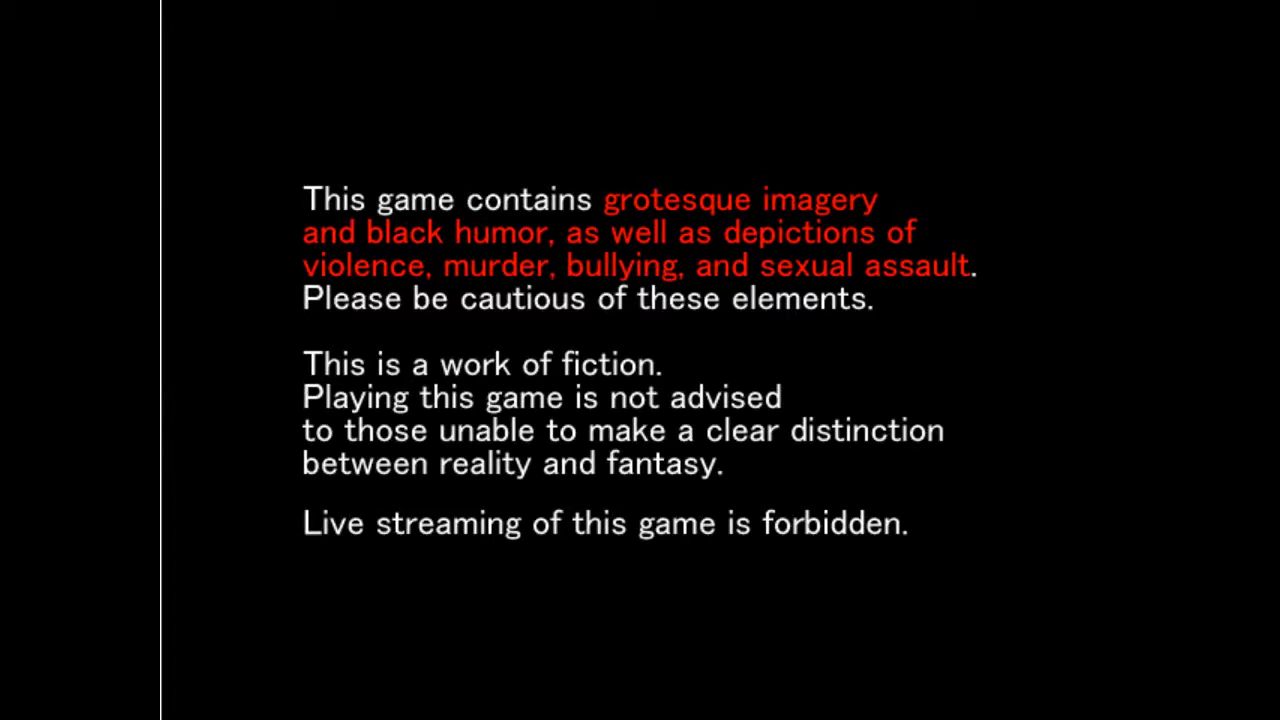 This game contains grotesque imagery
and black humor, as well as depictions of
violence, murder, bullying, and sexual assault.
Please be cautious of these elements.
This is a work of fiction.
Playing this game is not advised
to those unable to make a clear distinction
between reality and fantasy.
Live streaming of this game is forbidden.